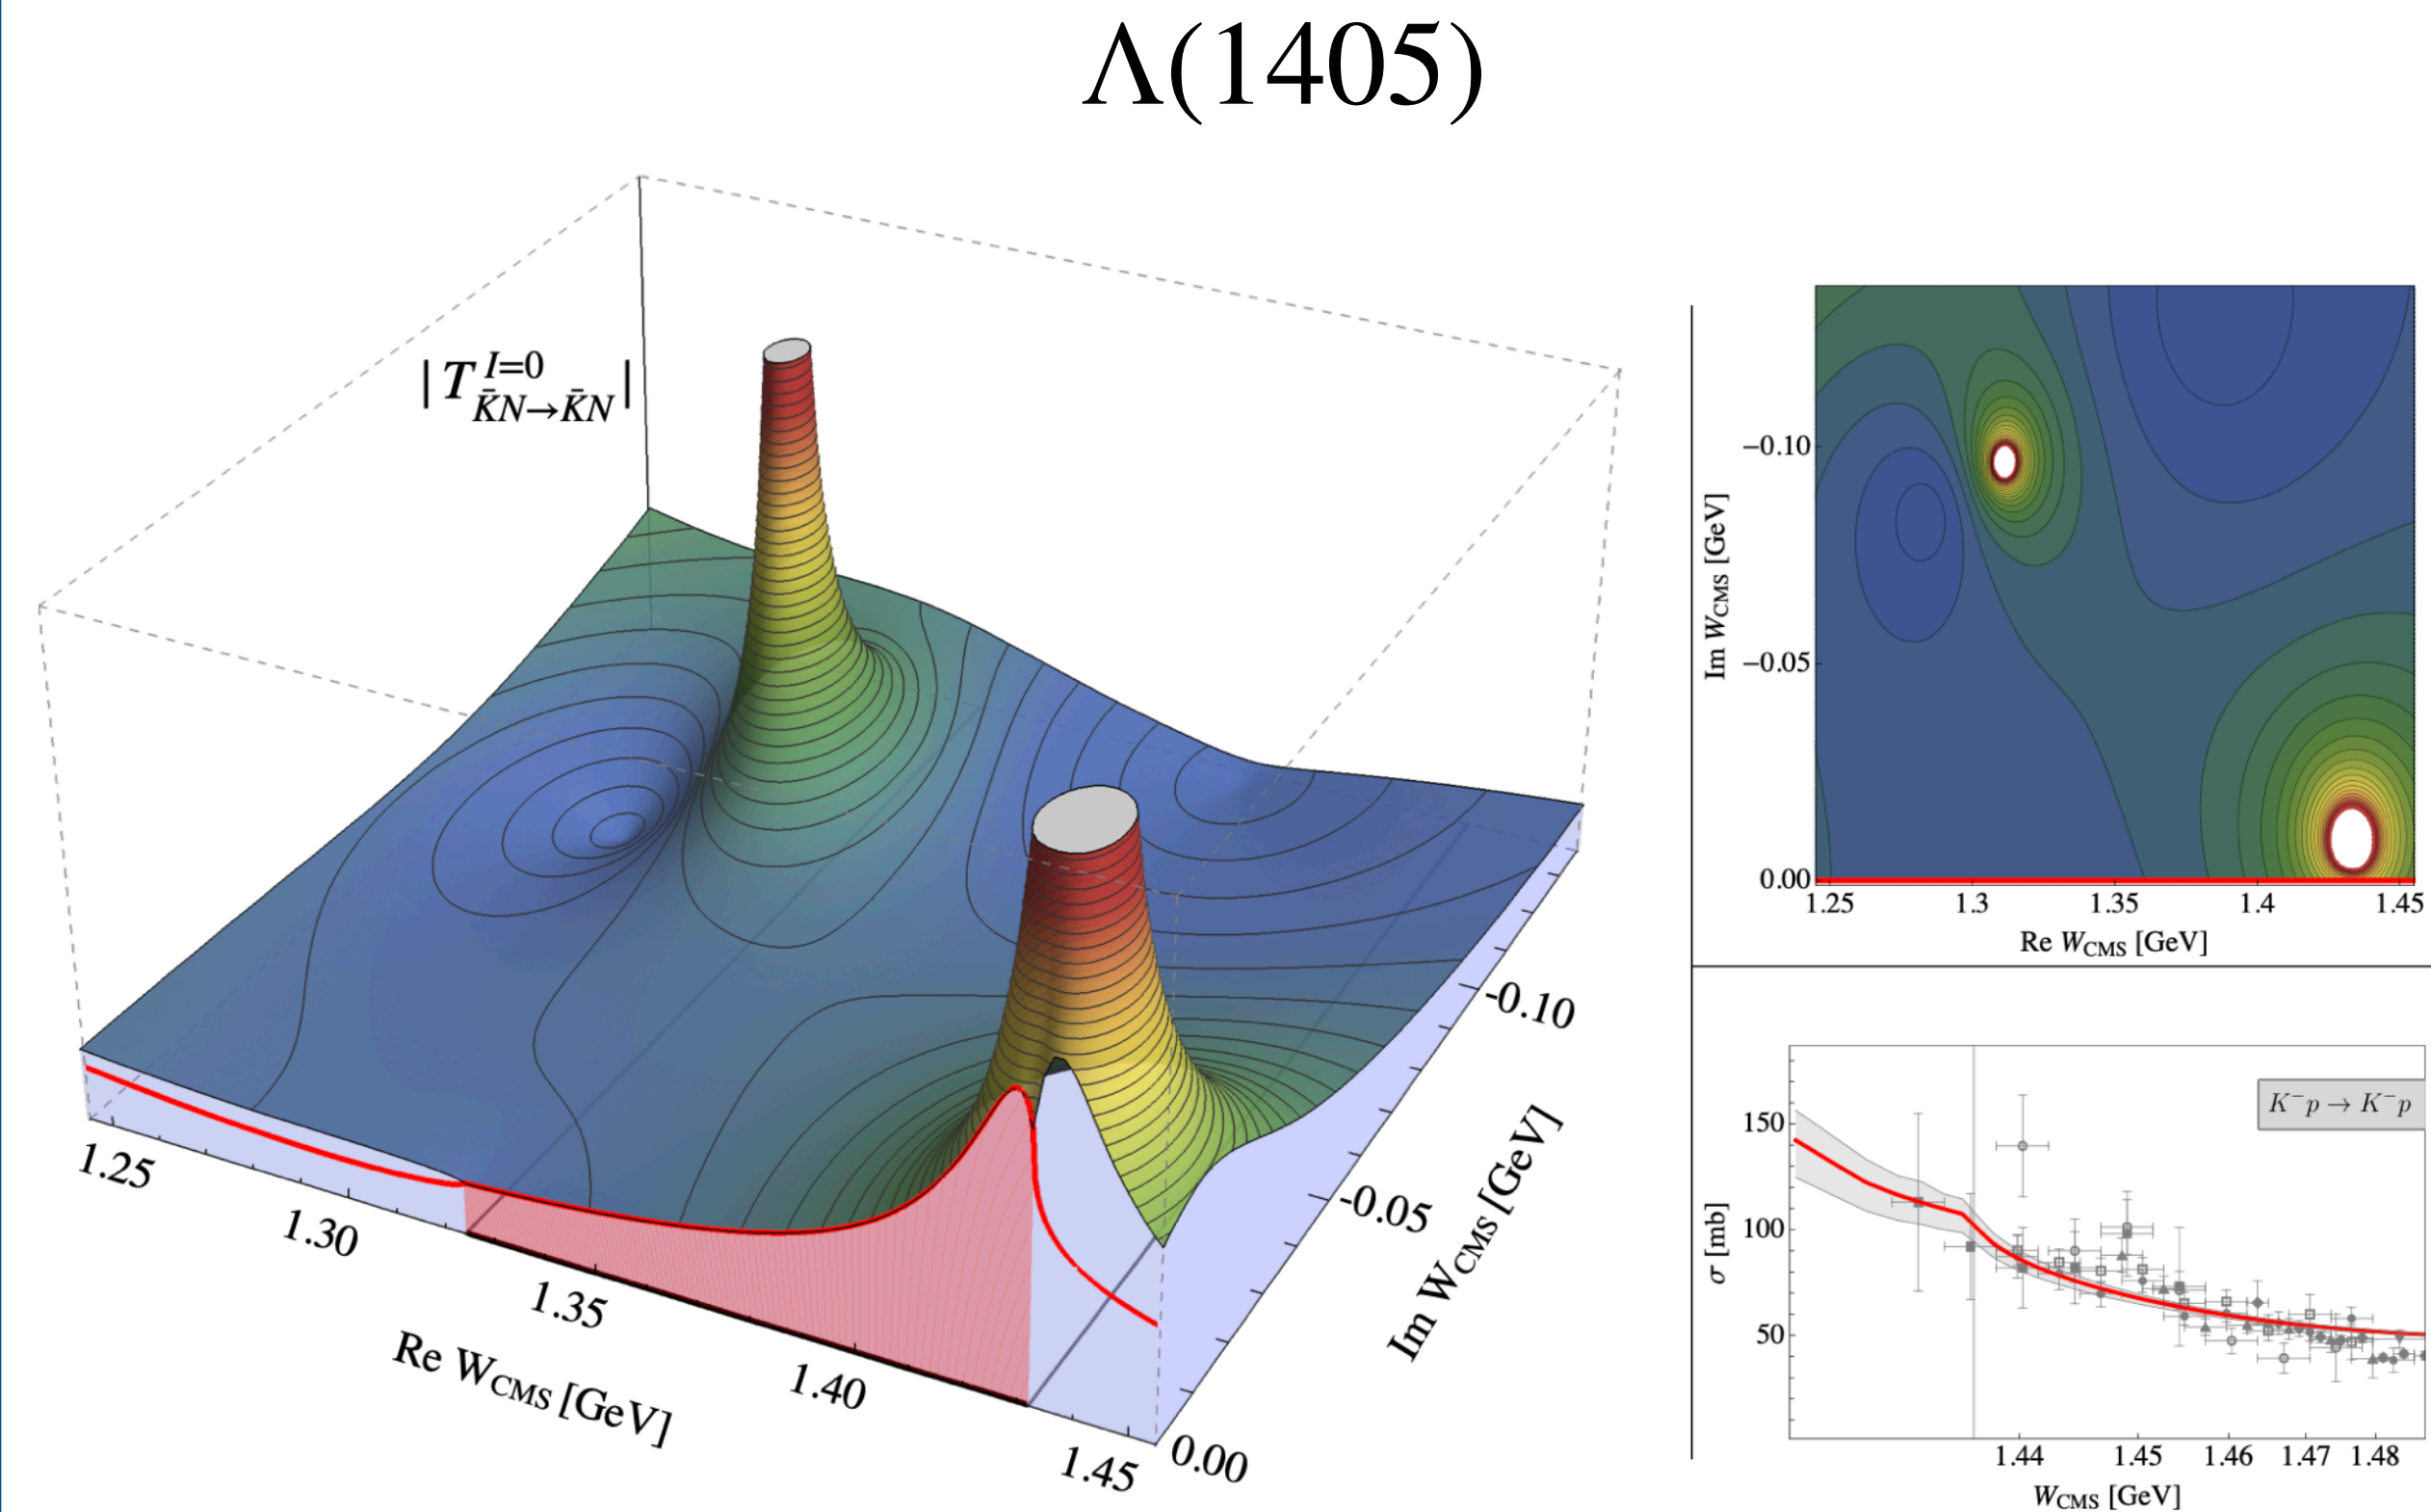 Λ(1405)
|T^{I=0}_{K̄N→K̄N}|
1.25
1.30
1.35
1.40
1.45
Re W_CMS [GeV]
0.00
-0.05
-0.10
Im W_CMS [GeV]
−0.10
−0.05
0.00
Im W_CMS [GeV]
1.25 1.3 1.35 1.4 1.45
Re W_CMS [GeV]
K⁻p → K⁻p
150
100
50
σ [mb]
1.44 1.45 1.46 1.47 1.48
W_CMS [GeV]